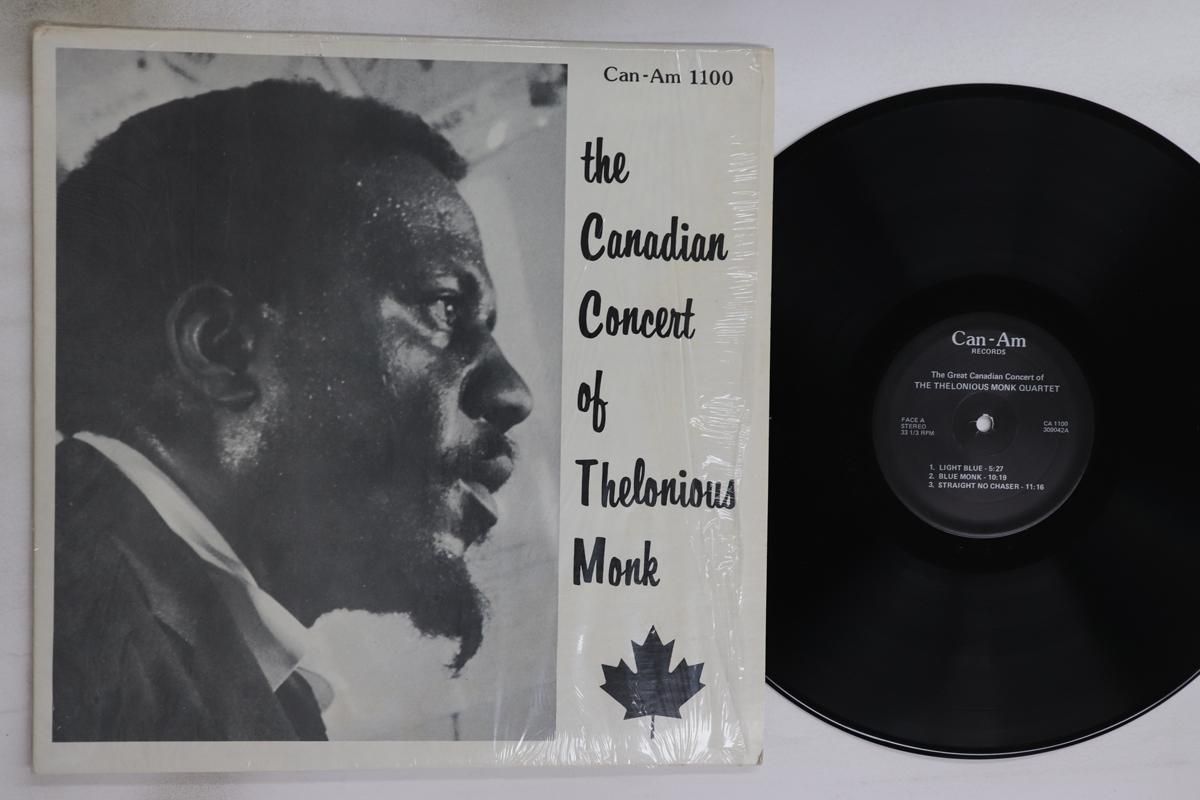 Can-Am 1100
the
Canadian
Concert
of
Thelonious
Monk
Can-Am
RECORDS
The Great Canadian Concert of
THE THELONIOUS MONK QUARTET
FACE A
STEREO
33 1/3 RPM
CA 1100
309042A
1. LIGHT BLUE - 5:27
2. BLUE MONK - 10:19
3. STRAIGHT NO CHASER - 11:16